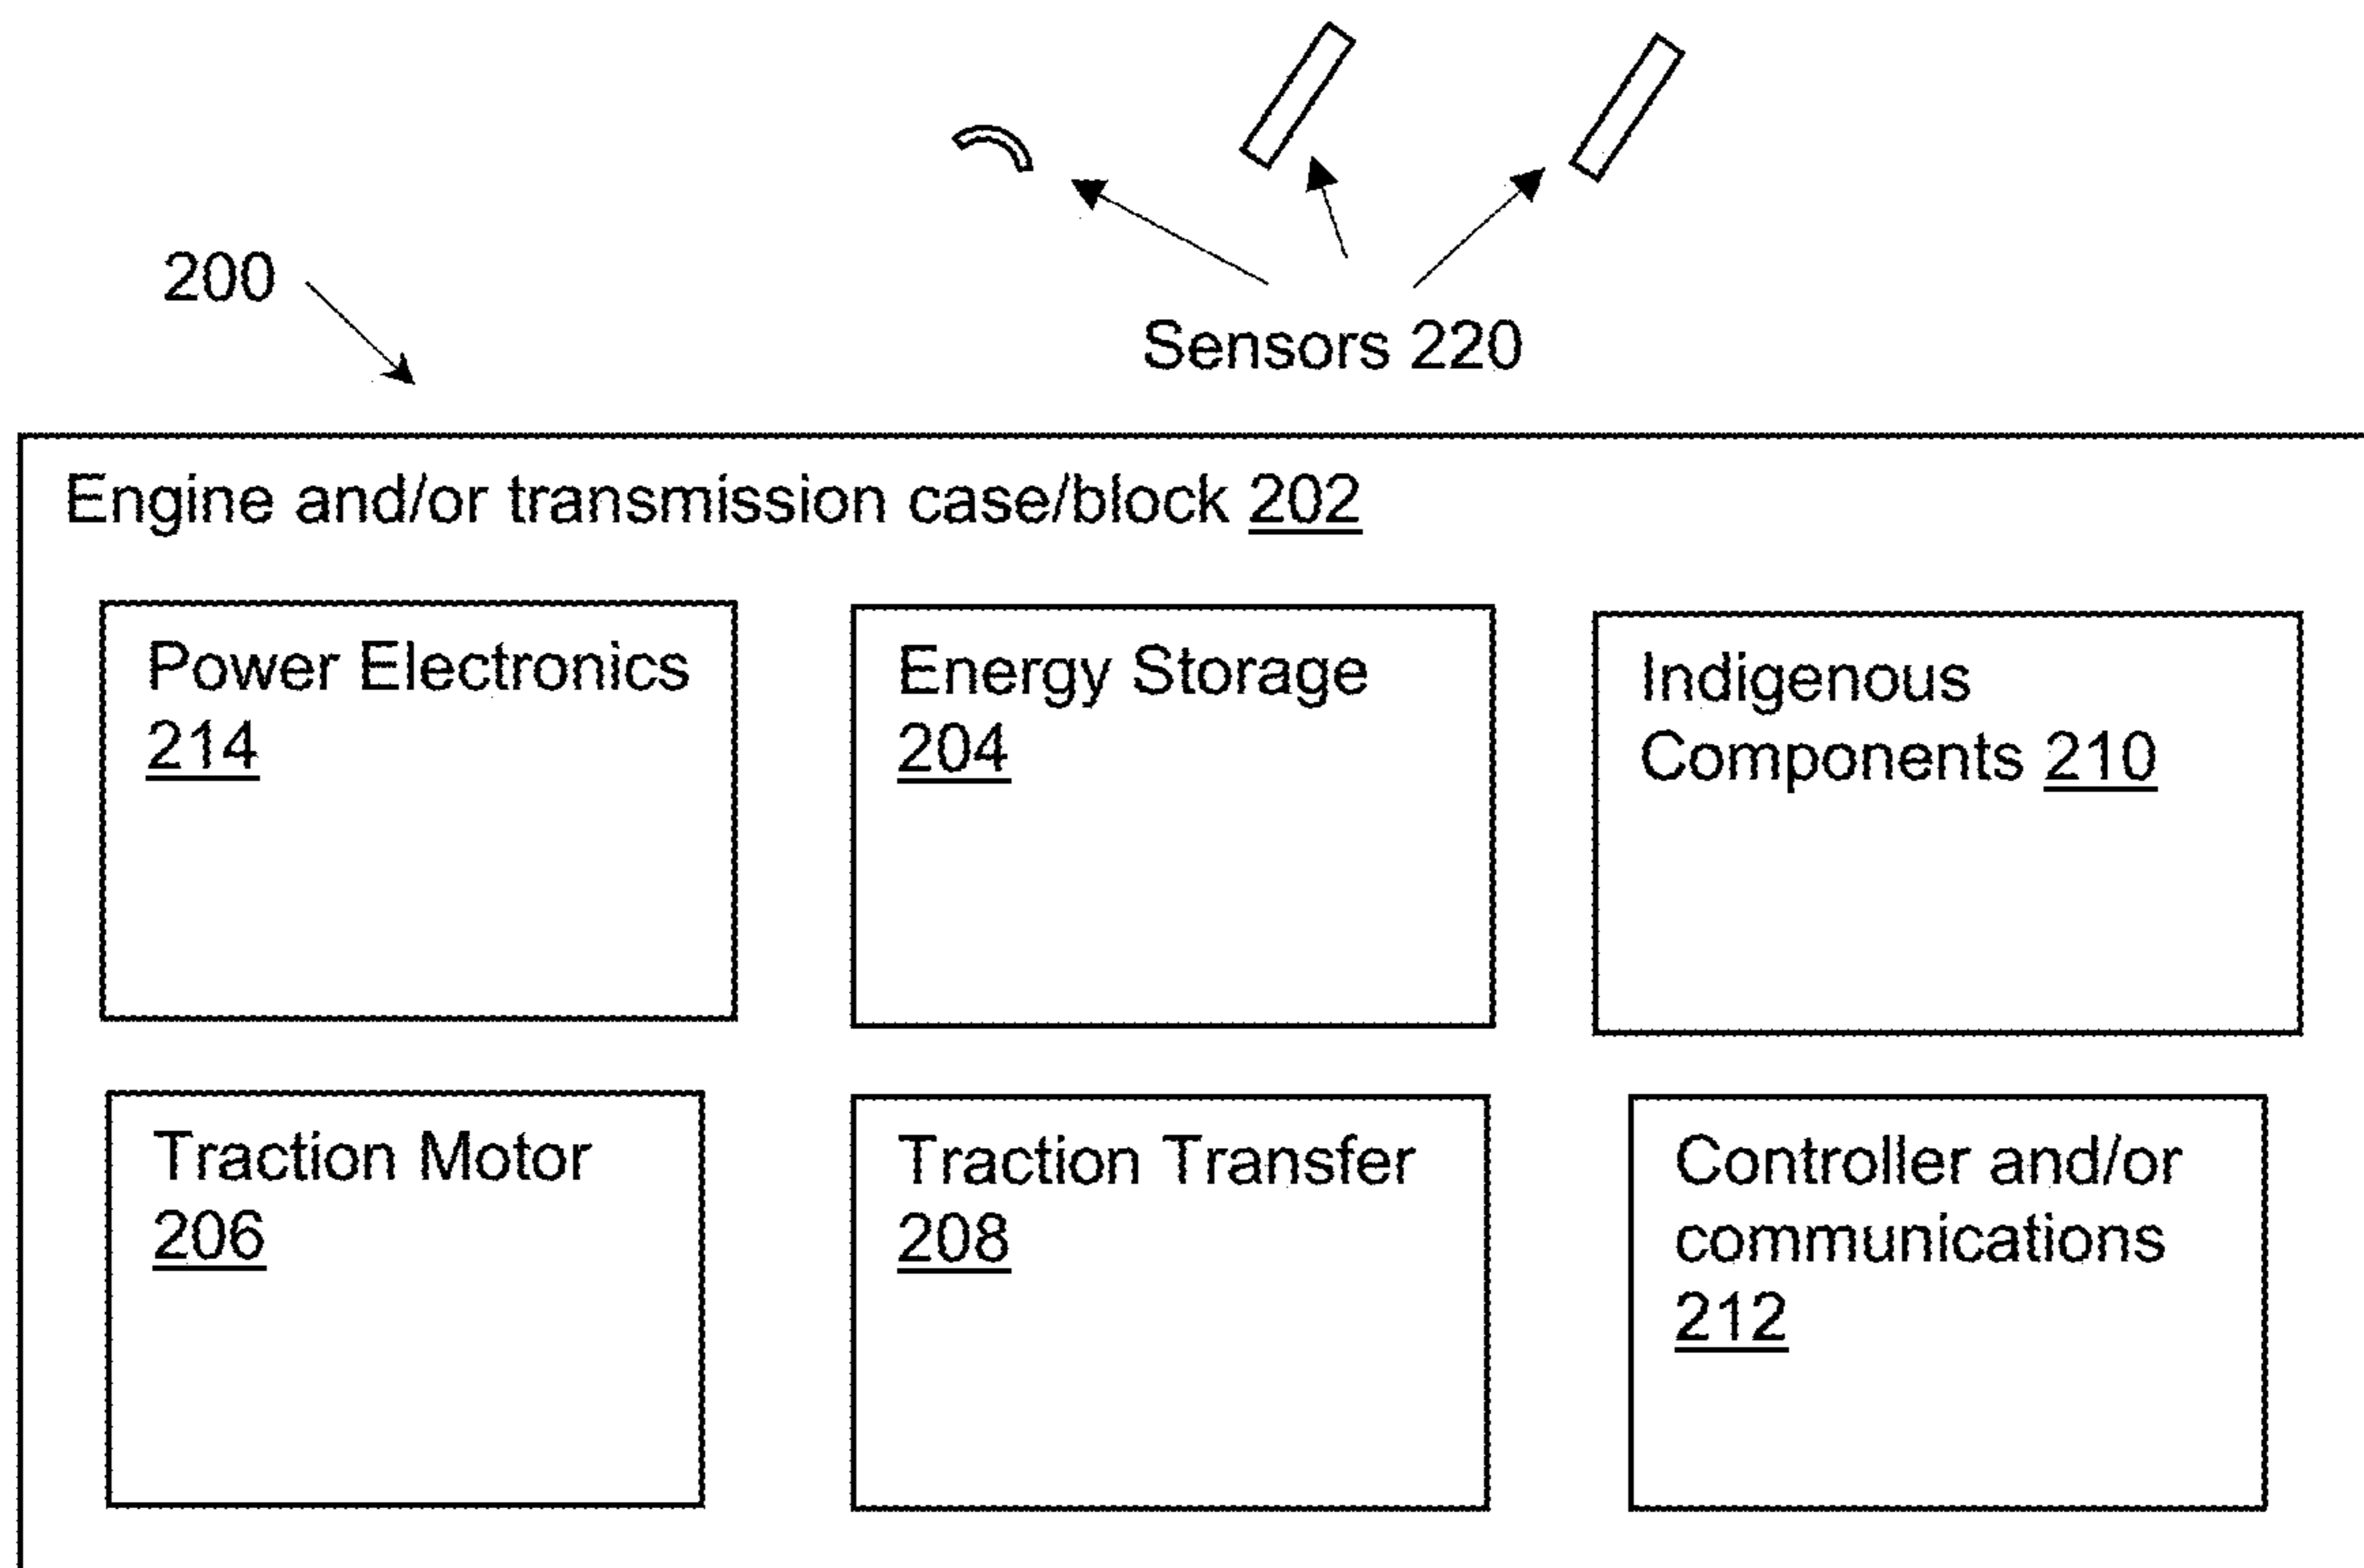 200
Sensors 220
Engine and/or transmission case/block 202
Power Electronics
214
Energy Storage
204
Indigenous
Components 210
Traction Motor
206
Traction Transfer
208
Controller and/or
communications
212